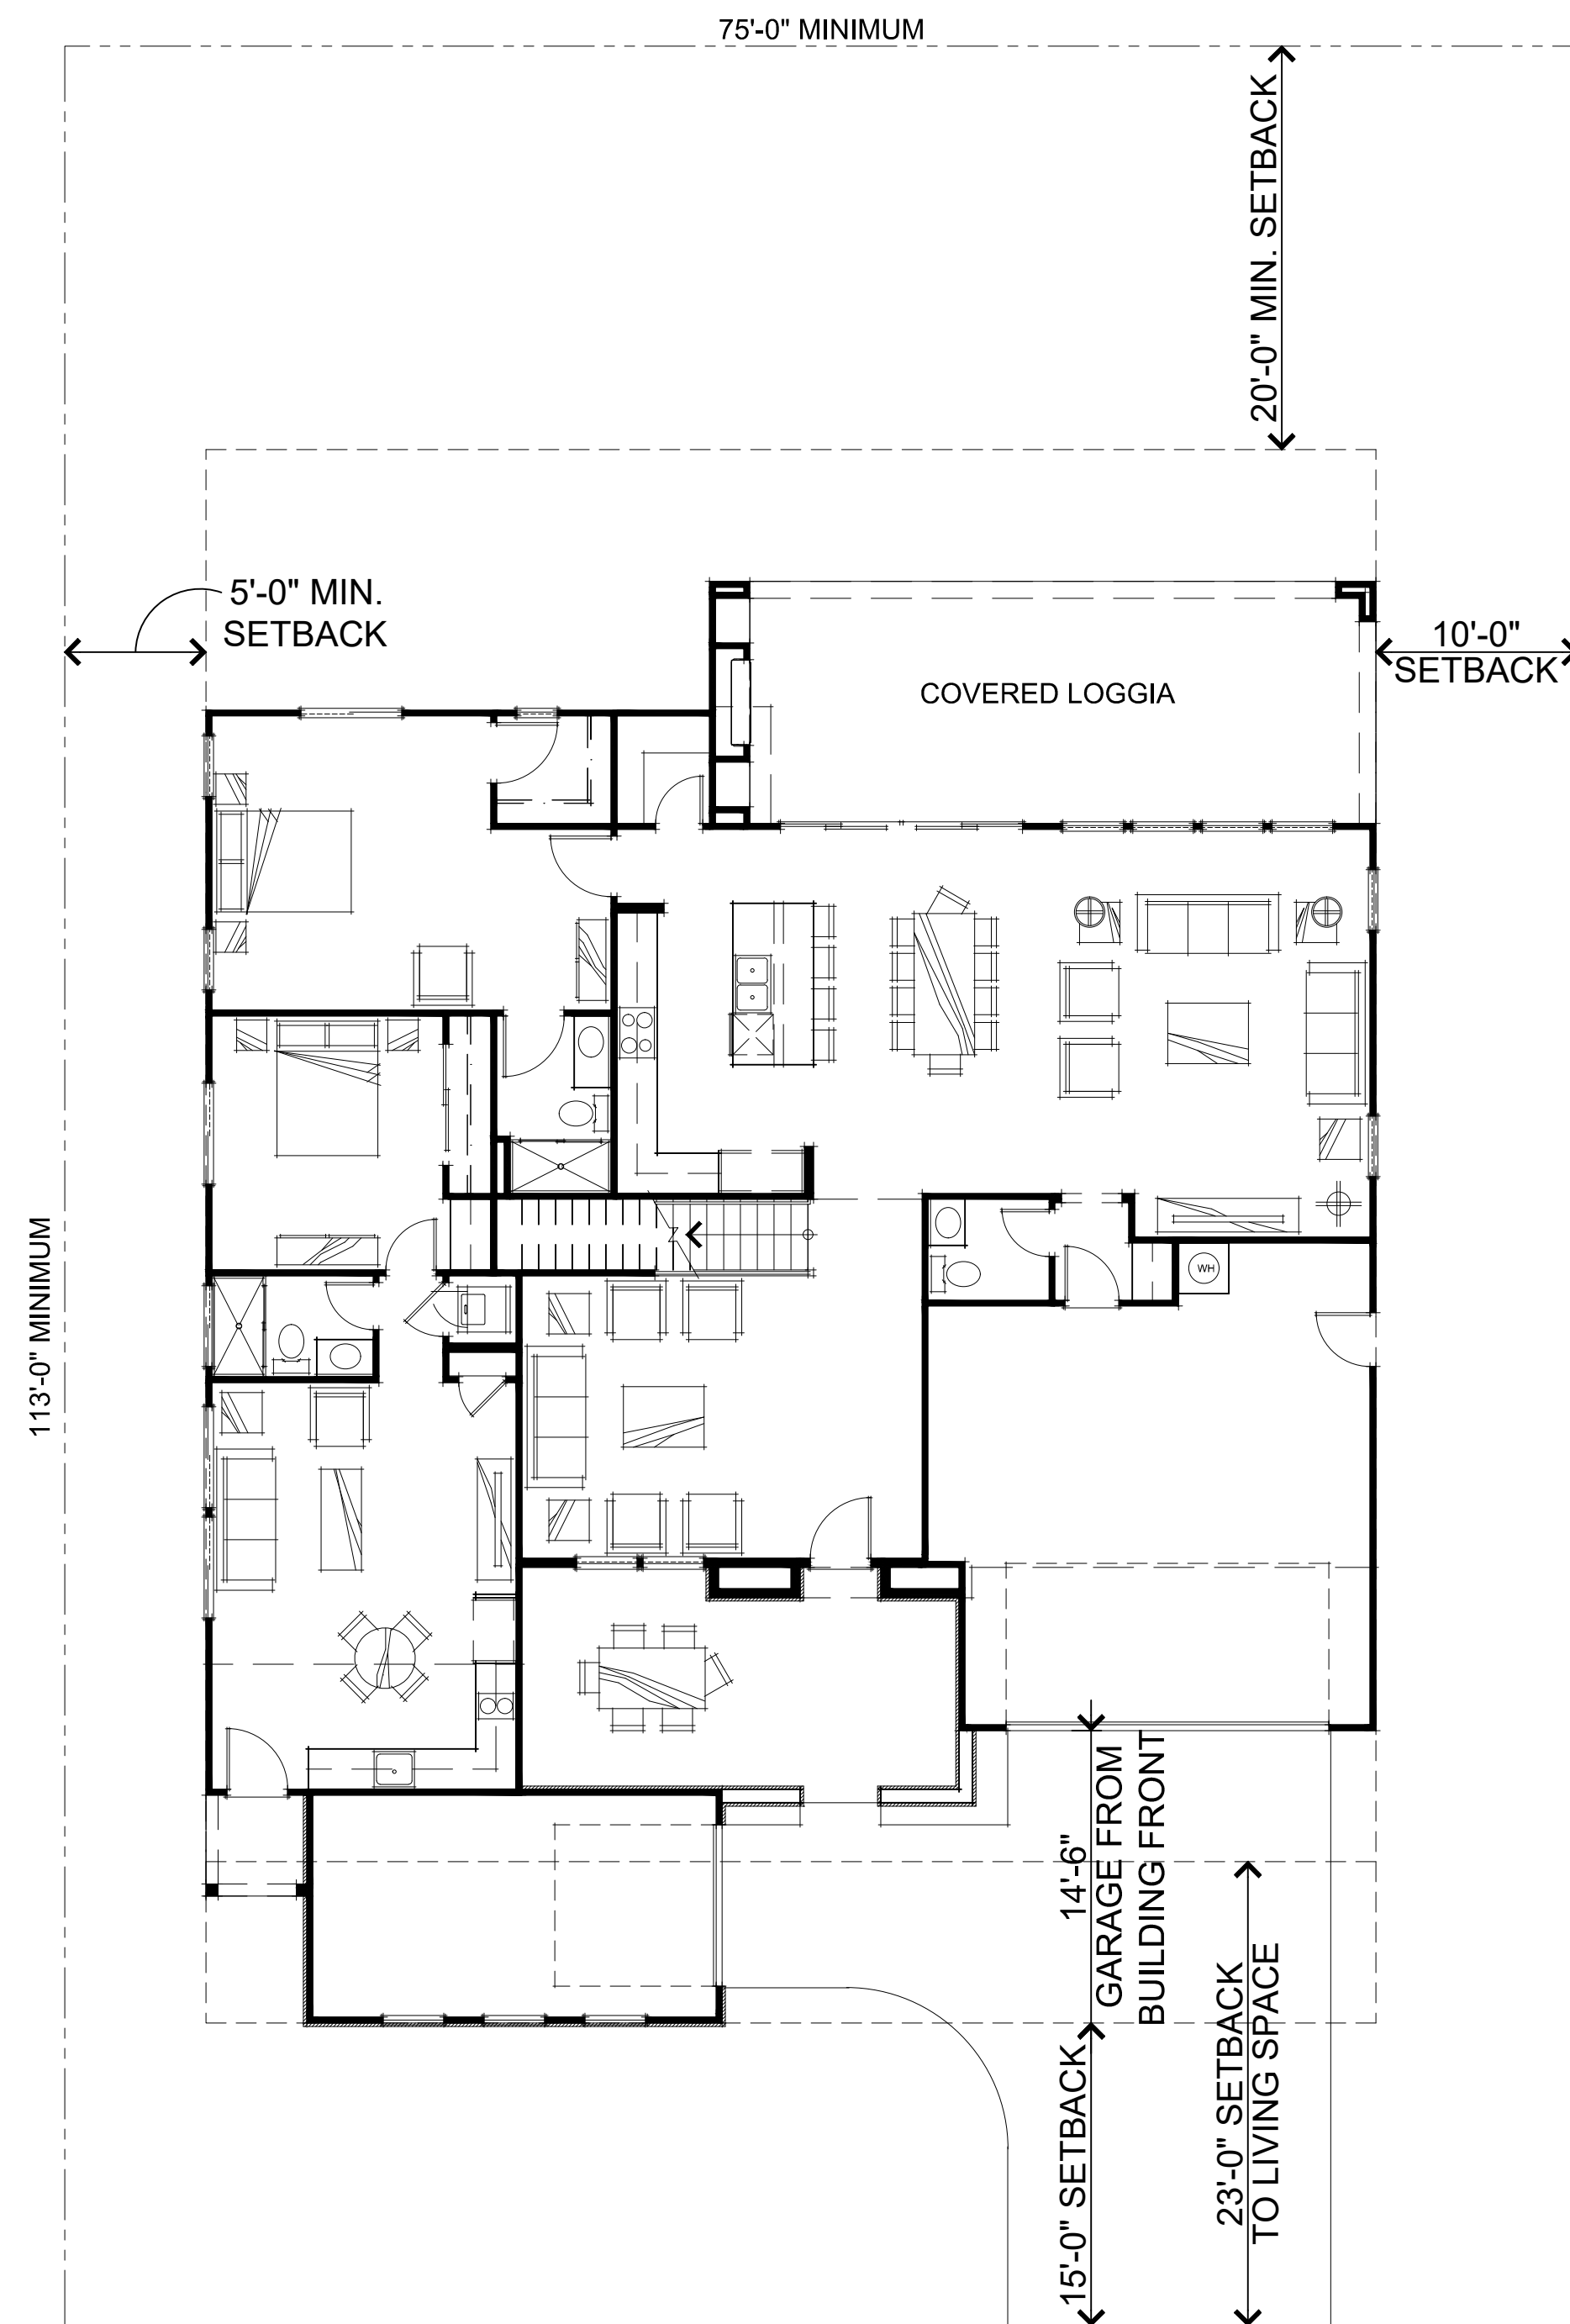 75'-0" MINIMUM
20'-0" MIN. SETBACK
5'-0" MIN.
SETBACK
10'-0"
SETBACK
COVERED LOGGIA
113'-0" MINIMUM
WH
14'-6"
GARAGE FROM
BUILDING FRONT
15'-0" SETBACK
23'-0" SETBACK
TO LIVING SPACE